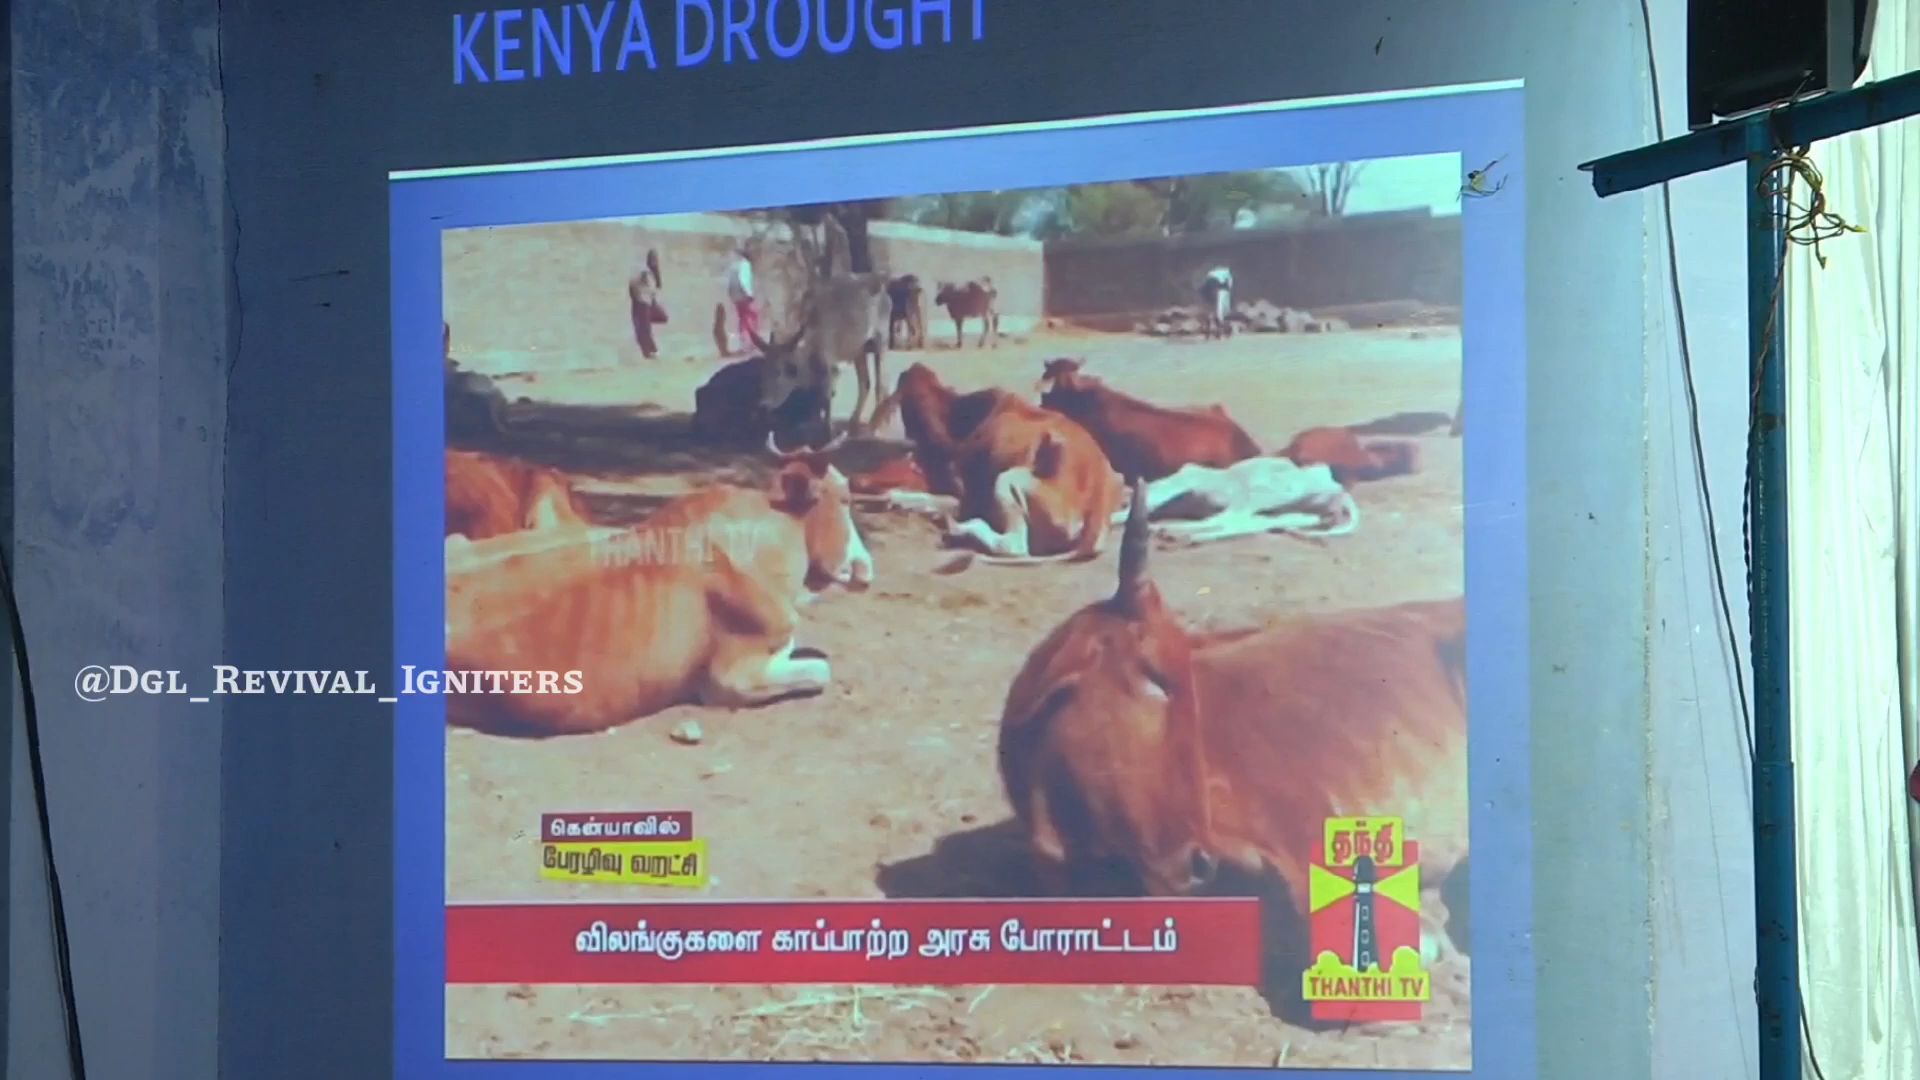 KENYA DROUGHT
THANTHI TV
@DGL_REVIVAL_IGNITERS
கென்யாவில்
பேரழிவு வறட்சி
விலங்குகளை காப்பாற்ற அரசு போராட்டம்
தந்தி
THANTHI TV